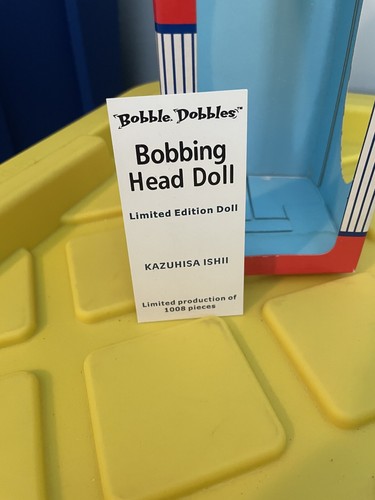 Bobble Dobbles™
Bobbing
Head Doll
Limited Edition Doll
KAZUHISA ISHII
Limited production of
1008 pieces